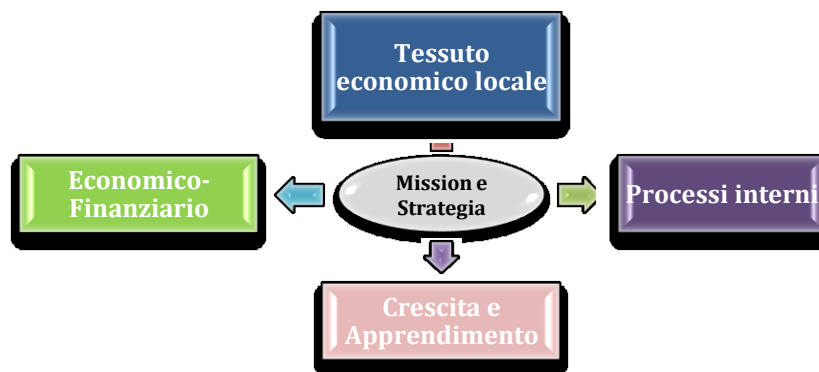 Tessuto
economico locale
Economico-
Finanziario
Mission e
Strategia
Processi interni
Crescita e
Apprendimento